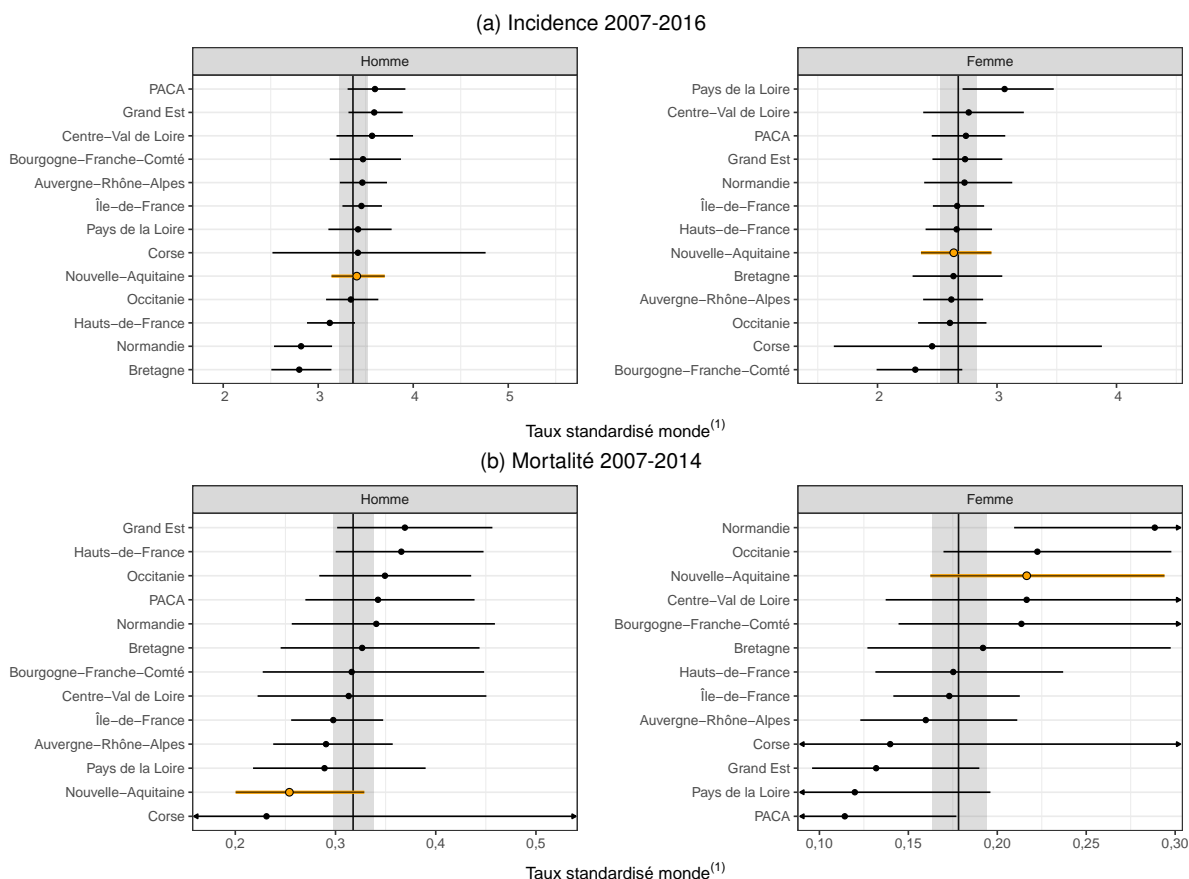 (a) Incidence 2007-2016
Homme
PACA
Grand Est
Centre−Val de Loire
Bourgogne−Franche−Comté
Auvergne−Rhône−Alpes
Île−de−France
Pays de la Loire
Corse
Nouvelle−Aquitaine
Occitanie
Hauts−de−France
Normandie
Bretagne
2 3 4 5
Femme
Pays de la Loire
Centre−Val de Loire
PACA
Grand Est
Normandie
Île−de−France
Hauts−de−France
Nouvelle−Aquitaine
Bretagne
Auvergne−Rhône−Alpes
Occitanie
Corse
Bourgogne−Franche−Comté
2 3 4
Taux standardisé monde(1)
(b) Mortalité 2007-2014
Homme
Grand Est
Hauts−de−France
Occitanie
PACA
Normandie
Bretagne
Bourgogne−Franche−Comté
Centre−Val de Loire
Île−de−France
Auvergne−Rhône−Alpes
Pays de la Loire
Nouvelle−Aquitaine
Corse
0,2 0,3 0,4 0,5
Femme
Normandie
Occitanie
Nouvelle−Aquitaine
Centre−Val de Loire
Bourgogne−Franche−Comté
Bretagne
Hauts−de−France
Île−de−France
Auvergne−Rhône−Alpes
Corse
Grand Est
Pays de la Loire
PACA
0,10 0,15 0,20 0,25 0,30
Taux standardisé monde(1)